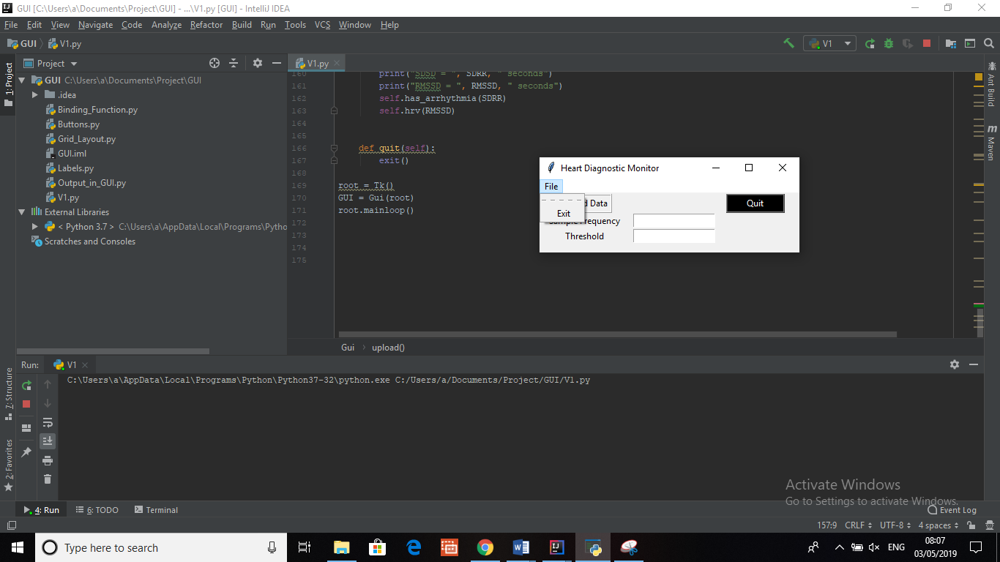 GUI [C:\Users\a\Documents\Project\GUI] - ...\V1.py [GUI] - IntelliJ IDEA
File Edit View Navigate Code Analyze Refactor Build Run Tools VCS Window Help
GUI V1.py V1
1: Project
Project
GUI C:\Users\a\Documents\Project\GUI
.idea
Binding_Function.py
Buttons.py
Grid_Layout.py
GUI.iml
Labels.py
Output_in_GUI.py
V1.py
External Libraries
< Python 3.7 > C:\Users\a\AppData\Local\Programs\Pytho
Scratches and Consoles
V1.py
160 print("SDSD = ", SDRR, " seconds")
161 print("RMSSD = ", RMSSD, " seconds")
162 self.has_arrhythmia(SDRR)
163 self.hrv(RMSSD)
164
165
166 def quit(self):
167 exit()
168
169 root = Tk()
170 GUI = Gui(root)
171 root.mainloop()
172
173
174
175
Gui upload()
Ant Build
Maven
Heart Diagnostic Monitor
File
Exit
d Data
Quit
Sample Frequency
Threshold
Run: V1
C:\Users\a\AppData\Local\Programs\Python\Python37-32\python.exe C:/Users/a/Documents/Project/GUI/V1.py
7: Structure
2: Favorites
Activate Windows
Go to Settings to activate Windows.
4: Run 6: TODO Terminal Event Log
157:9 CRLF UTF-8 4 spaces
Type here to search
ENG
08:07
03/05/2019